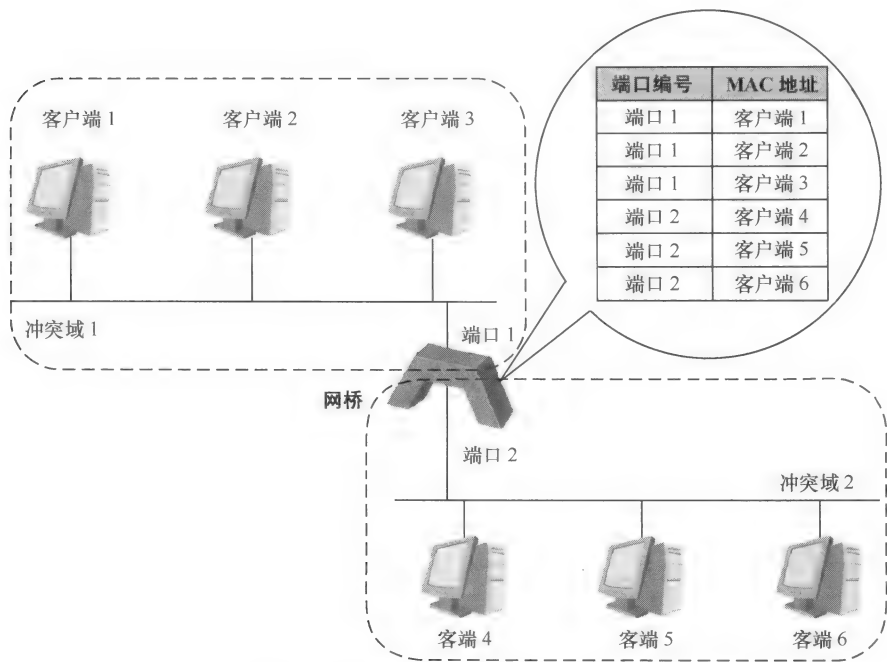 客户端 1
客户端 2
客户端 3
端口编号 MAC 地址
端口 1 客户端 1
端口 1 客户端 2
端口 1 客户端 3
端口 2 客户端 4
端口 2 客户端 5
端口 2 客户端 6
冲突域 1
端口 1
网桥
端口 2
冲突域 2
客端 4
客端 5
客端 6